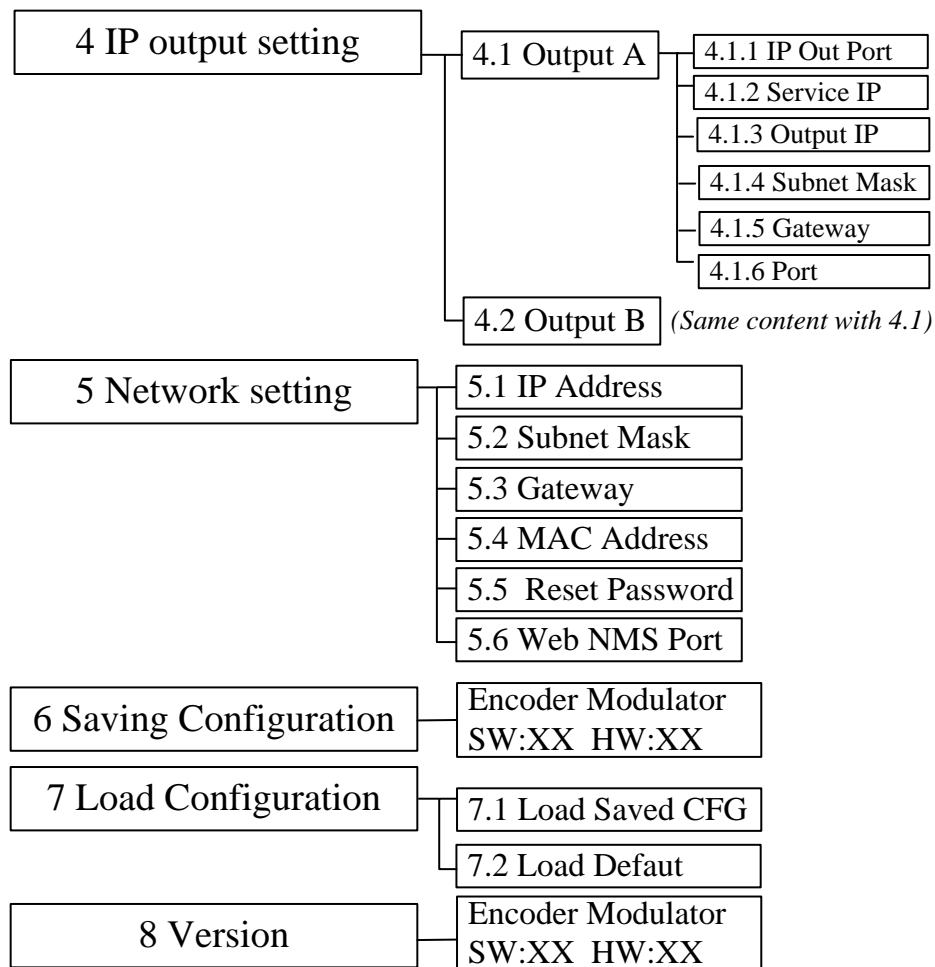 4 IP output setting
4.1 Output A
4.1.1 IP Out Port
4.1.2 Service IP
4.1.3 Output IP
4.1.4 Subnet Mask
4.1.5 Gateway
4.1.6 Port
4.2 Output B
(Same content with 4.1)
5 Network setting
5.1 IP Address
5.2 Subnet Mask
5.3 Gateway
5.4 MAC Address
5.5 Reset Password
5.6 Web NMS Port
6 Saving Configuration
Encoder Modulator
SW:XX HW:XX
7 Load Configuration
7.1 Load Saved CFG
7.2 Load Defaut
8 Version
Encoder Modulator
SW:XX HW:XX